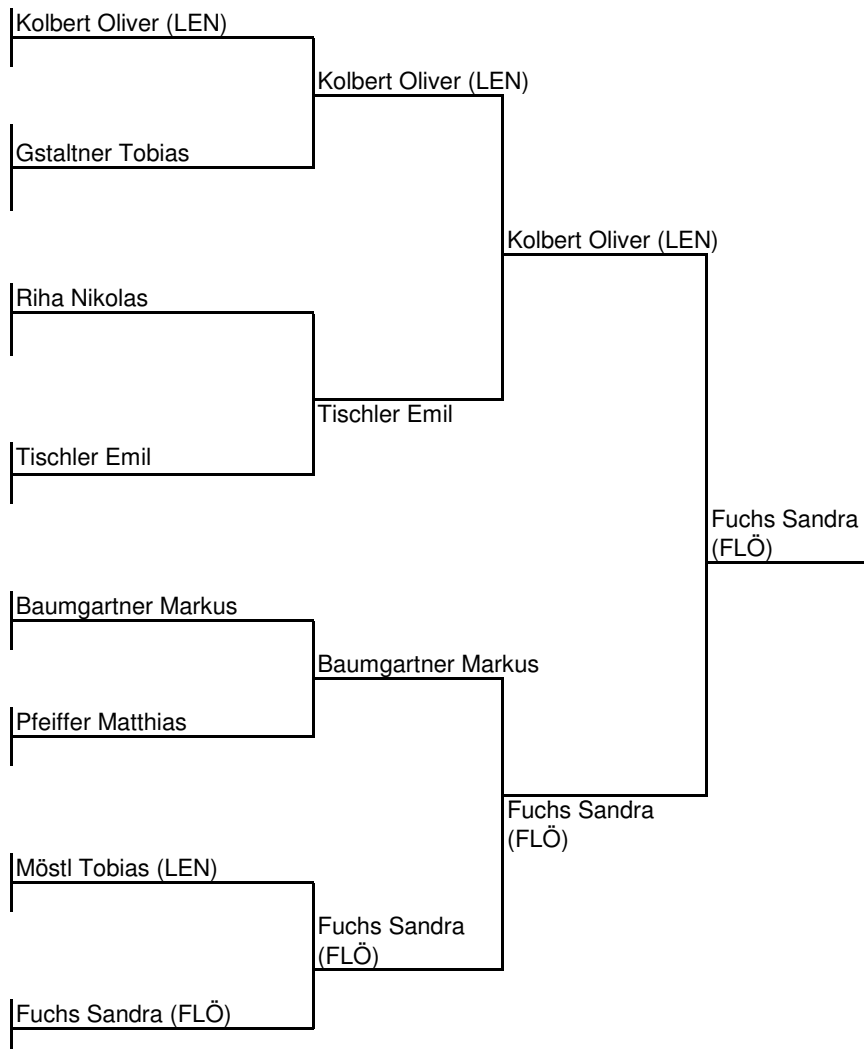 Kolbert Oliver (LEN)
Kolbert Oliver (LEN)
Gstaltner Tobias
Kolbert Oliver (LEN)
Riha Nikolas
Tischler Emil
Tischler Emil
Fuchs Sandra
(FLÖ)
Baumgartner Markus
Baumgartner Markus
Pfeiffer Matthias
Fuchs Sandra
(FLÖ)
Möstl Tobias (LEN)
Fuchs Sandra
(FLÖ)
Fuchs Sandra (FLÖ)